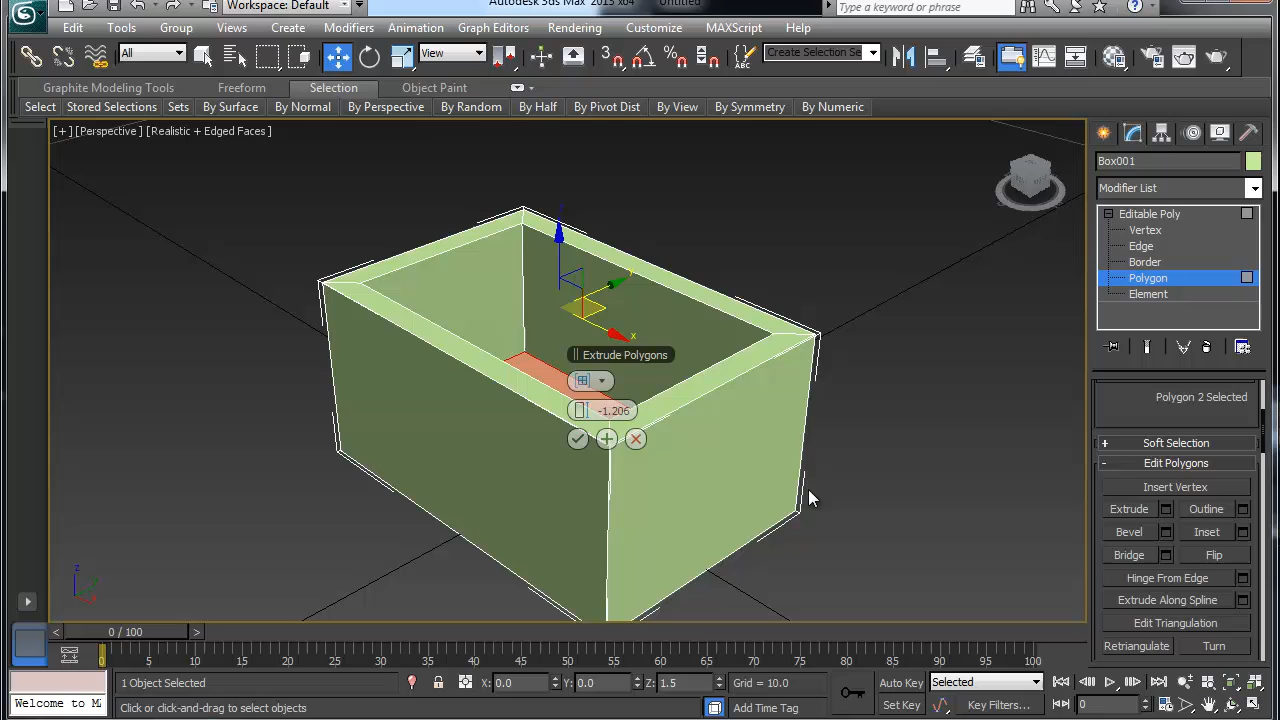 Workspace: Default
Autodesk 3ds Max 2015 x64 Untitled
Type a keyword or phrase
Edit Tools Group Views Create Modifiers Animation Graph Editors Rendering Customize MAXScript Help
All
View
3
ABC
Create Selection Se
Graphite Modeling Tools Freeform Selection Object Paint
Select Stored Selections Sets By Surface By Normal By Perspective By Random By Half By Pivot Dist By View By Symmetry By Numeric
[+] [Perspective ] [Realistic + Edged Faces ]
Box001
Modifier List
Editable Poly
Vertex
Edge
Border
Polygon
Element
x
Extrude Polygons
-1.206
Polygon 2 Selected
+ Soft Selection
- Edit Polygons
Insert Vertex
Extrude Outline
Bevel Inset
Bridge Flip
Hinge From Edge
Extrude Along Spline
Edit Triangulation
Retriangulate Turn
z
< 0 / 100 >
0 5 10 15 20 25 30 35 40 45 50 55 60 65 70 75 80 85 90 95 100
1 Object Selected X: 0.0 Y: 0.0 Z: 1.5 Grid = 10.0 Auto Key Selected
Welcome to M
Click or click-and-drag to select objects Add Time Tag Set Key Key Filters... 0